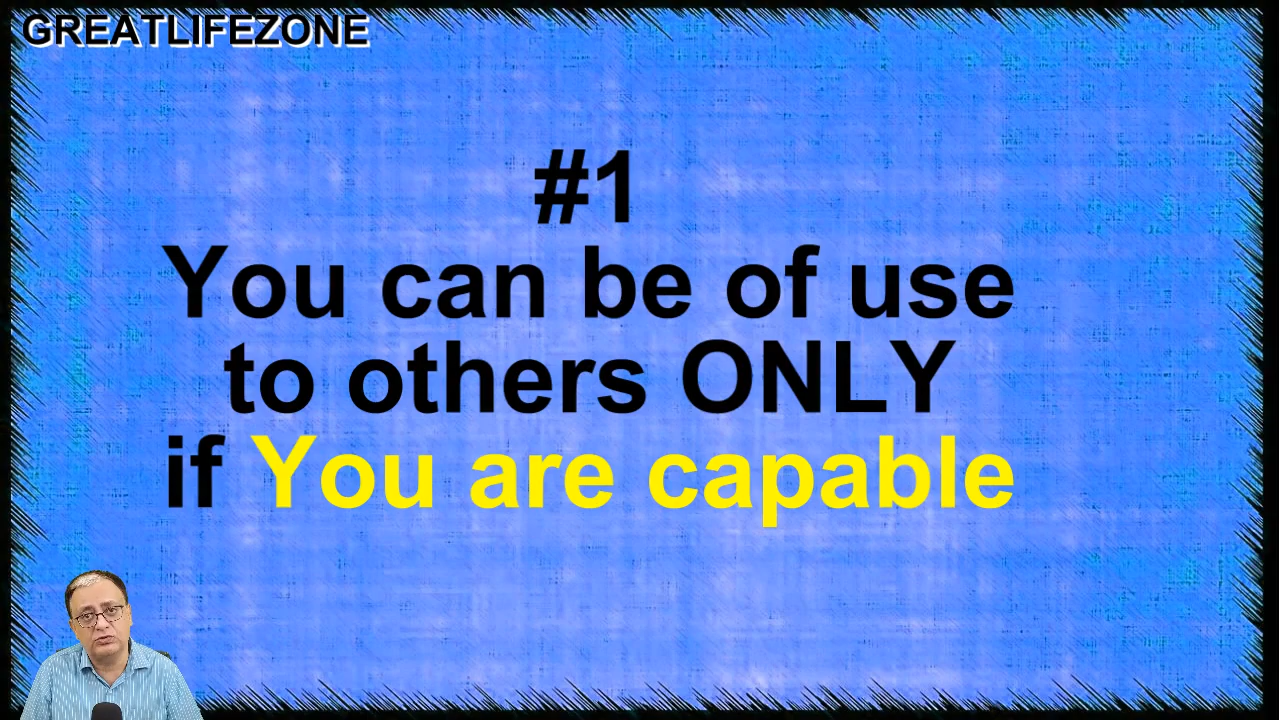 GREATLIFEZONE
#1
You can be of use
to others ONLY
if You are capable